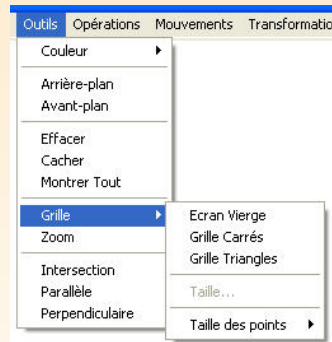 Outils Opérations Mouvements Transformatio
Couleur
Arrière-plan
Avant-plan
Effacer
Cacher
Montrer Tout
Grille
Zoom
Intersection
Parallèle
Perpendiculaire
Ecran Vierge
Grille Carrés
Grille Triangles
Taille...
Taille des points